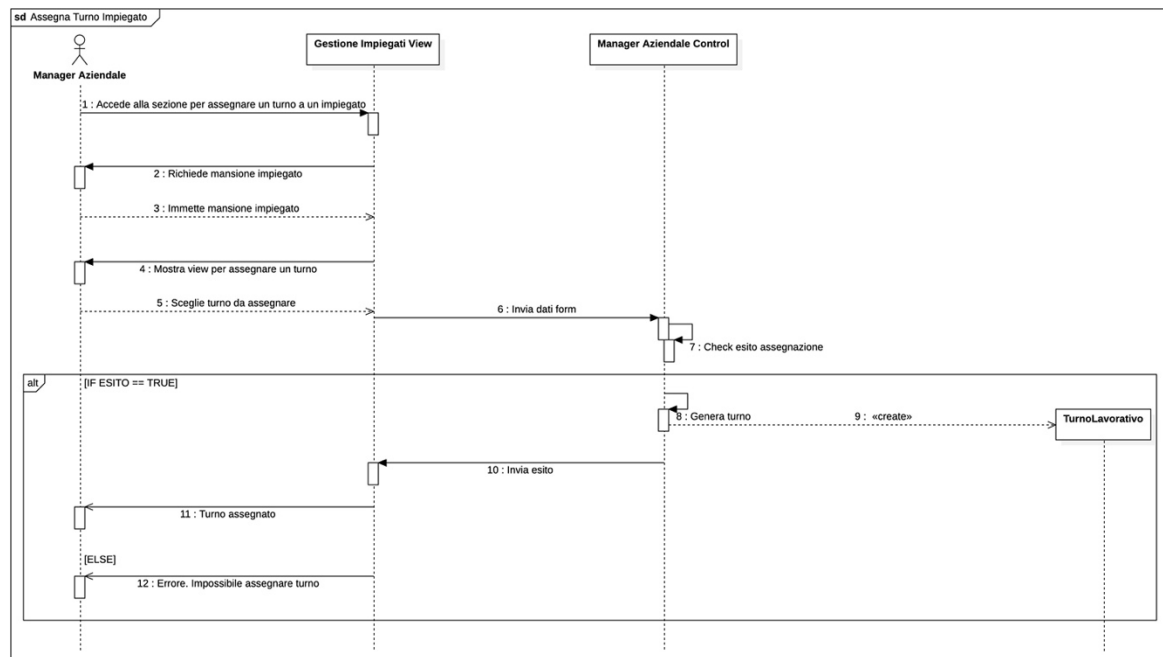 sd Assegna Turno Impiegato
Manager Aziendale
Gestione Impiegati View
Manager Aziendale Control
1 : Accede alla sezione per assegnare un turno a un impiegato
2 : Richiede mansione impiegato
3 : Immette mansione impiegato
4 : Mostra view per assegnare un turno
5 : Sceglie turno da assegnare
6 : Invia dati form
7 : Check esito assegnazione
alt
[IF ESITO == TRUE]
8 : Genera turno
9 : «create»
TurnoLavorativo
10 : Invia esito
11 : Turno assegnato
[ELSE]
12 : Errore. Impossibile assegnare turno